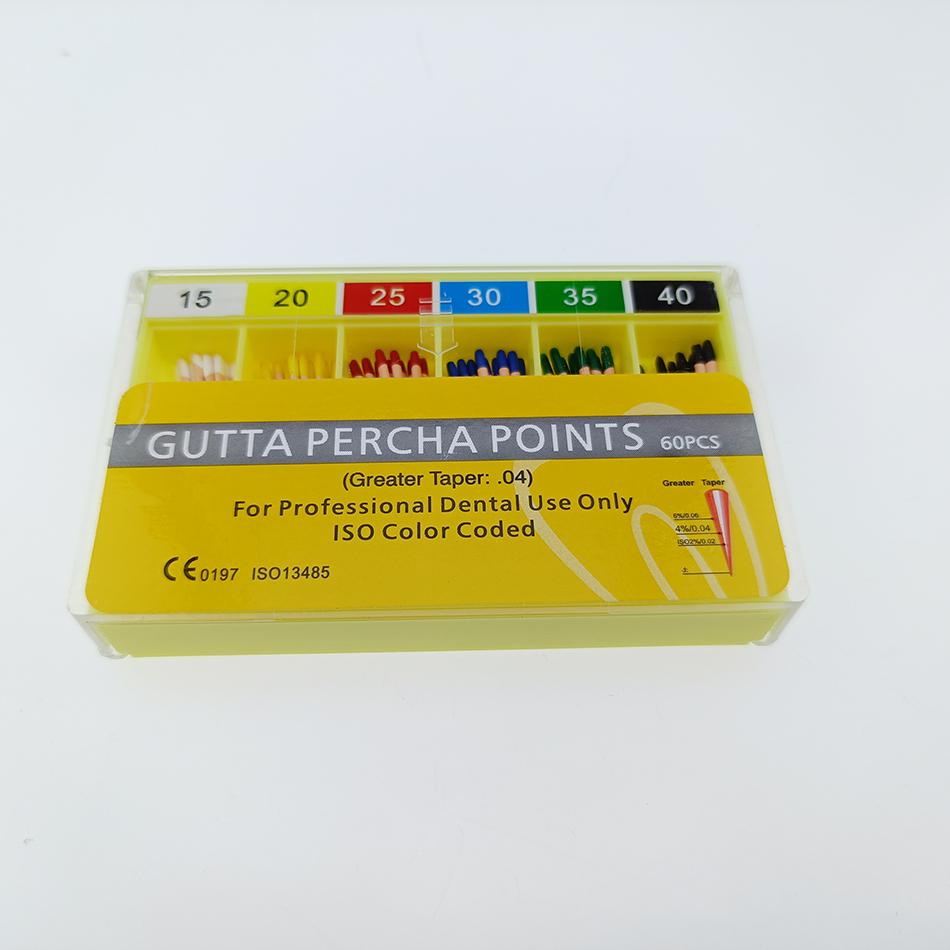 15 20 25 30 35 40
GUTTA PERCHA POINTS 60PCS
(Greater Taper: .04)
For Professional Dental Use Only
ISO Color Coded
CE0197 ISO13485
Greater Taper
6%/0.06
4%/0.04
ISO2%/0.02